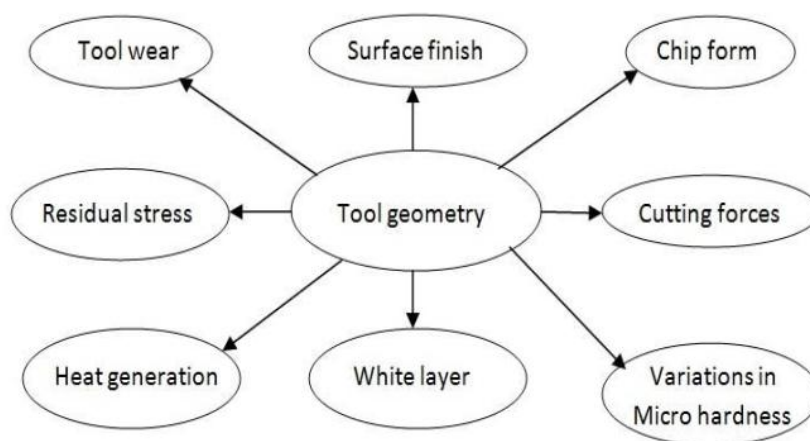 Tool wear
Surface finish
Chip form
Residual stress
Tool geometry
Cutting forces
Heat generation
White layer
Variations in
Micro hardness